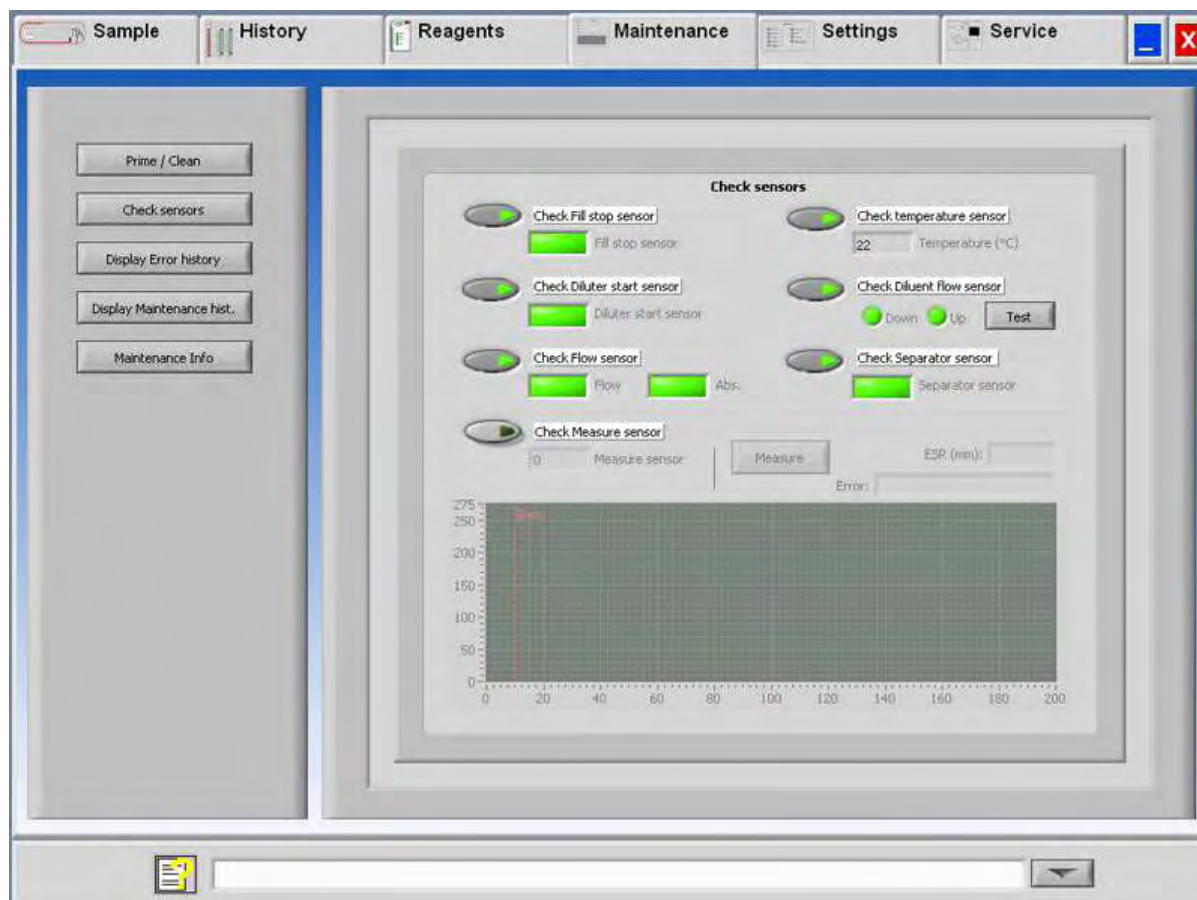 Sample
History
Reagents
Maintenance
Settings
Service
X
Prime / Clean
Check sensors
Display Error history
Display Maintenance hist.
Maintenance Info
Check sensors
Check Fill stop sensor
Fill stop sensor
Check temperature sensor
22 Temperature (°C)
Check Diluter start sensor
Diluter start sensor
Check Diluent flow sensor
Down Up Test
Check Flow sensor
Flow Abs.
Check Separator sensor
Separator sensor
Check Measure sensor
0 Measure sensor
Measure
ESR (mm):
Error:
275
250
200
150
100
50
0
0 20 40 60 80 100 120 140 160 180 200